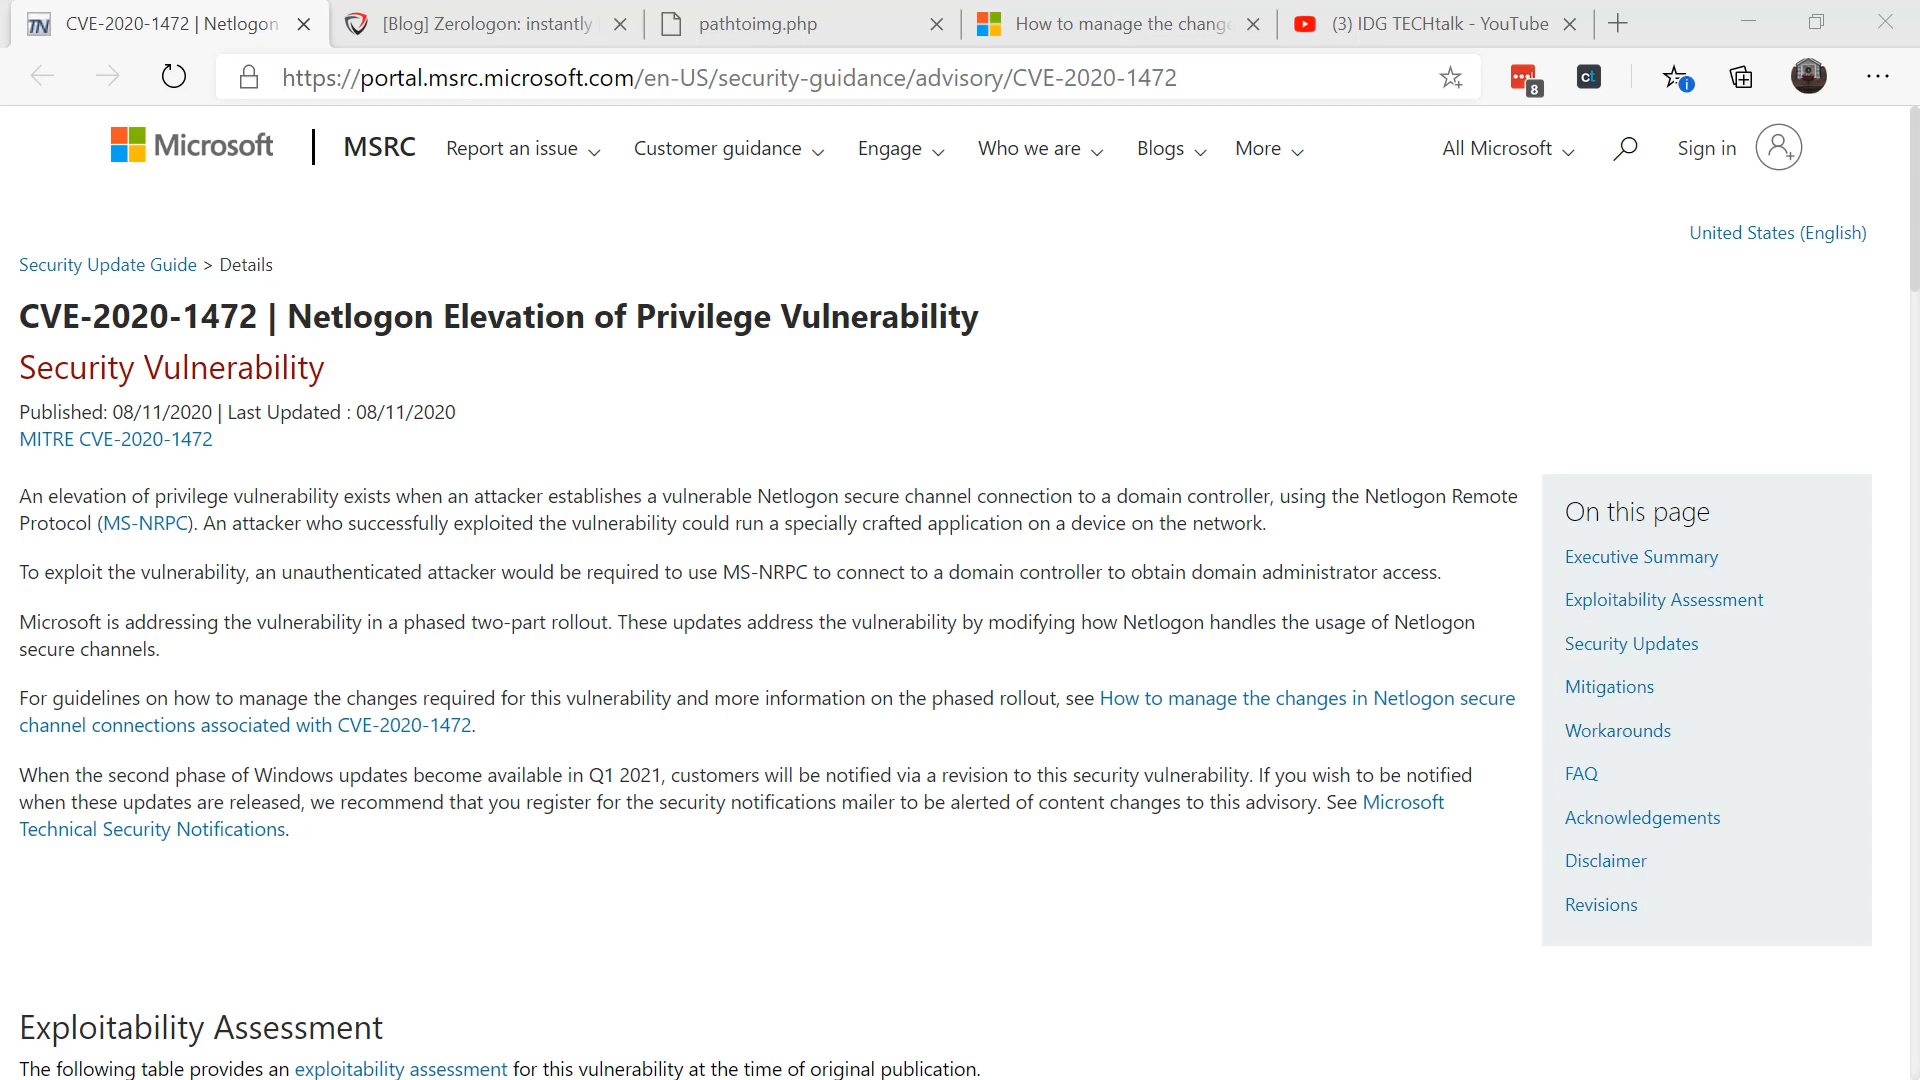 CVE-2020-1472 | Netlogon
[Blog] Zerologon: instantly
pathtoimg.php
How to manage the change
(3) IDG TECHtalk - YouTube
https://portal.msrc.microsoft.com/en-US/security-guidance/advisory/CVE-2020-1472
8
ct
Microsoft
MSRC
Report an issue
Customer guidance
Engage
Who we are
Blogs
More
All Microsoft
Sign in
United States (English)
Security Update Guide > Details
CVE-2020-1472 | Netlogon Elevation of Privilege Vulnerability
Security Vulnerability
Published: 08/11/2020 | Last Updated : 08/11/2020
MITRE CVE-2020-1472
An elevation of privilege vulnerability exists when an attacker establishes a vulnerable Netlogon secure channel connection to a domain controller, using the Netlogon Remote
Protocol (MS-NRPC). An attacker who successfully exploited the vulnerability could run a specially crafted application on a device on the network.
To exploit the vulnerability, an unauthenticated attacker would be required to use MS-NRPC to connect to a domain controller to obtain domain administrator access.
Microsoft is addressing the vulnerability in a phased two-part rollout. These updates address the vulnerability by modifying how Netlogon handles the usage of Netlogon
secure channels.
For guidelines on how to manage the changes required for this vulnerability and more information on the phased rollout, see How to manage the changes in Netlogon secure
channel connections associated with CVE-2020-1472.
When the second phase of Windows updates become available in Q1 2021, customers will be notified via a revision to this security vulnerability. If you wish to be notified
when these updates are released, we recommend that you register for the security notifications mailer to be alerted of content changes to this advisory. See Microsoft
Technical Security Notifications.
On this page
Executive Summary
Exploitability Assessment
Security Updates
Mitigations
Workarounds
FAQ
Acknowledgements
Disclaimer
Revisions
Exploitability Assessment
The following table provides an exploitability assessment for this vulnerability at the time of original publication.